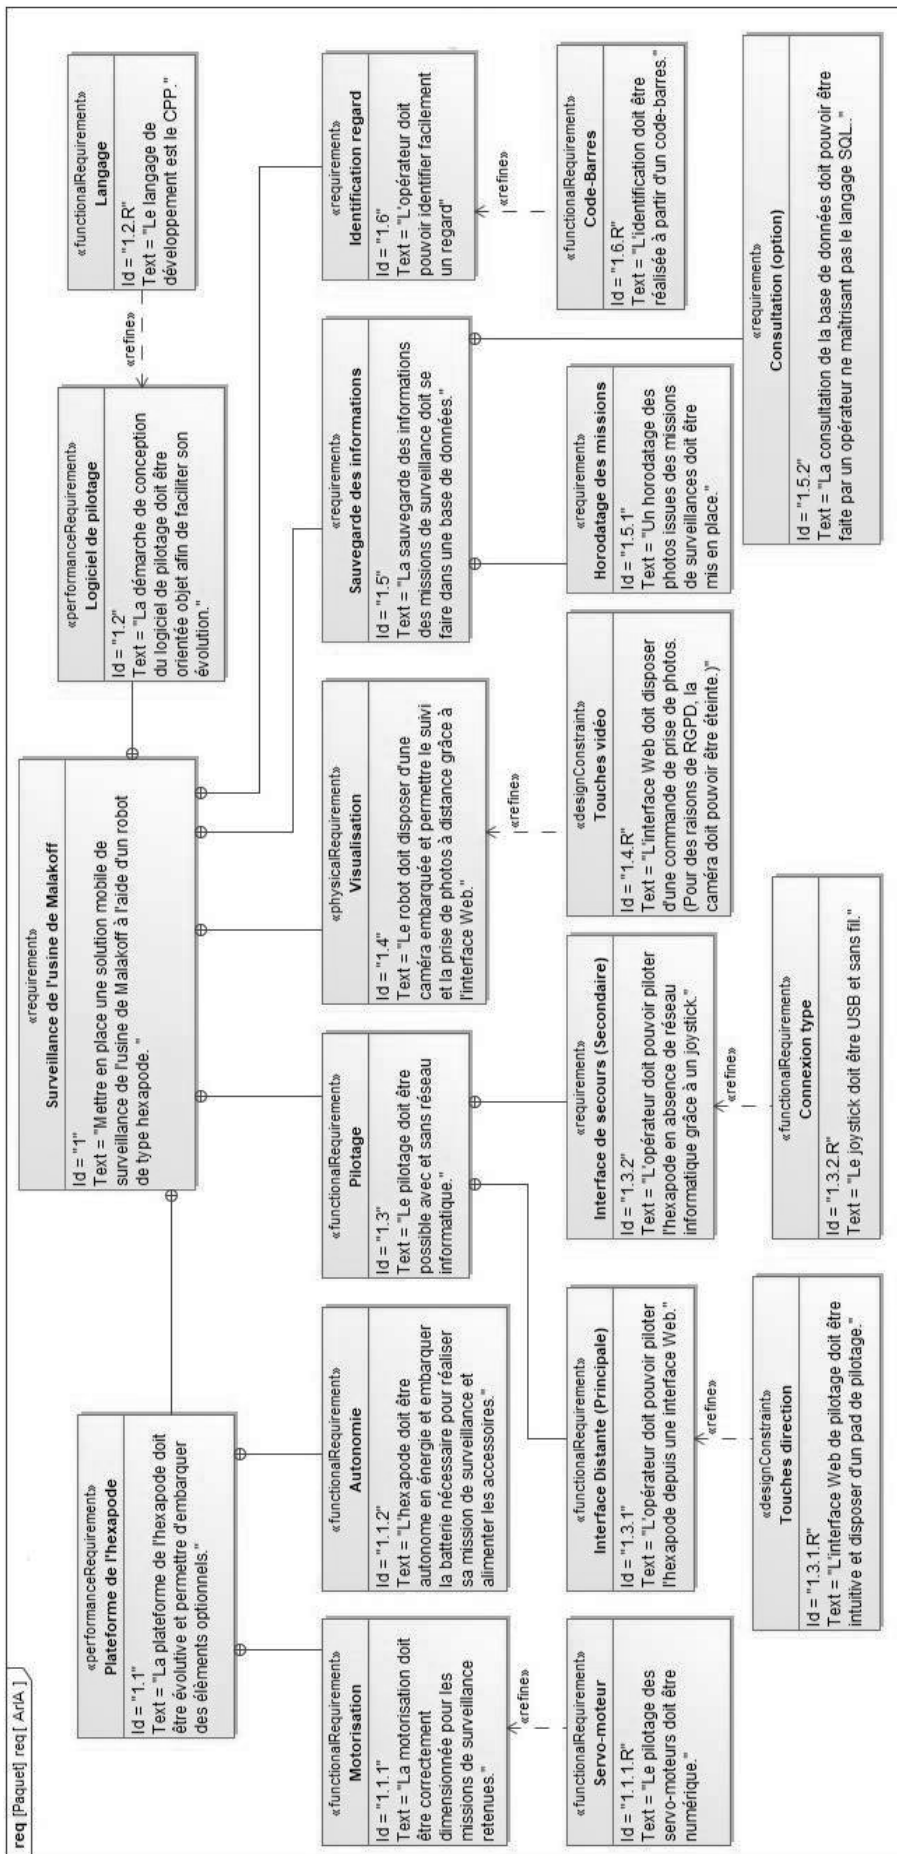 req [Paquet] req[ ArIA ]
«requirement»
Surveillance de l'usine de Malakoff
Id = "1"
Text = "Mettre en place une solution mobile de
surveillance de l'usine de Malakoff à l'aide d'un robot
de type hexapode."
«performanceRequirement»
Plateforme de l'hexapode
Id = "1.1"
Text = "La plateforme de l'hexapode doit
être évolutive et permettre d'embarquer
des élèments optionnels."
«performanceRequirement»
Logiciel de pilotage
Id = "1.2"
Text = "La démarche de conception
du logiciel de pilotage doit être
orientée objet afin de faciliter son
évolution."
«refine»
«functionalRequirement»
Langage
Id = "1.2.R"
Text = "Le langage de
développement est le CPP."
«functionalRequirement»
Motorisation
Id = "1.1.1"
Text = "La motorisation doit
être correctement
dimensionnée pour les
missions de surveillance
retenues."
«functionalRequirement»
Autonomie
Id = "1.1.2"
Text = "L'hexapode doit être
autonome en énergie et embarquer
la batterie nécessaire pour réaliser
sa mission de surveillance et
alimenter les accessoires."
«functionalRequirement»
Pilotage
Id = "1.3"
Text = "Le pilotage doit être
possible avec et sans réseau
informatique."
«physicalRequirement»
Visualisation
Id = "1.4"
Text = "Le robot doit disposer d'une
caméra embarquée et permettre le suivi
et la prise de photos à distance grâce à
l'interface Web."
«requirement»
Sauvegarde des informations
Id = "1.5"
Text = "La sauvegarde des informations
des missions de surveillance doit se
faire dans une base de données."
«requirement»
Identification regard
Id = "1.6"
Text = "L'opérateur doit
pouvoir identifier facilement
un regard"
«refine»
«refine»
«refine»
«functionalRequirement»
Servo-moteur
Id = "1.1.1.R"
Text = "Le pilotage des
servo-moteurs doit être
numérique."
«functionalRequirement»
Interface Distante (Principale)
Id = "1.3.1"
Text = "L'opérateur doit pouvoir piloter
l'hexapode depuis une interface Web."
«requirement»
Interface de secours (Secondaire)
Id = "1.3.2"
Text = "L'opérateur doit pouvoir piloter
l'hexapode en absence de réseau
informatique grâce à un joystick."
«designConstraint»
Touches vidéo
Id = "1.4.R"
Text = "L'interface Web doit disposer
d'une commande de prise de photos.
(Pour des raisons de RGPD, la
caméra doit pouvoir être éteinte.)"
«requirement»
Horodatage des missions
Id = "1.5.1"
Text = "Un horodatage des
photos issues des missions
de surveillances doit être
mis en place."
«functionalRequirement»
Code-Barres
Id = "1.6.R"
Text = "L'identification doit être
réalisée à partir d'un code-barres."
«refine»
«refine»
«designConstraint»
Touches direction
Id = "1.3.1.R"
Text = "L'interface Web de pilotage doit être
intuitive et disposer d'un pad de pilotage."
«functionalRequirement»
Connexion type
Id = "1.3.2.R"
Text = "Le joystick doit être USB et sans fil."
«requirement»
Consultation (option)
Id = "1.5.2"
Text = "La consultation de la base de données doit pouvoir être
faite par un opérateur ne maîtrisant pas le langage SQL.."